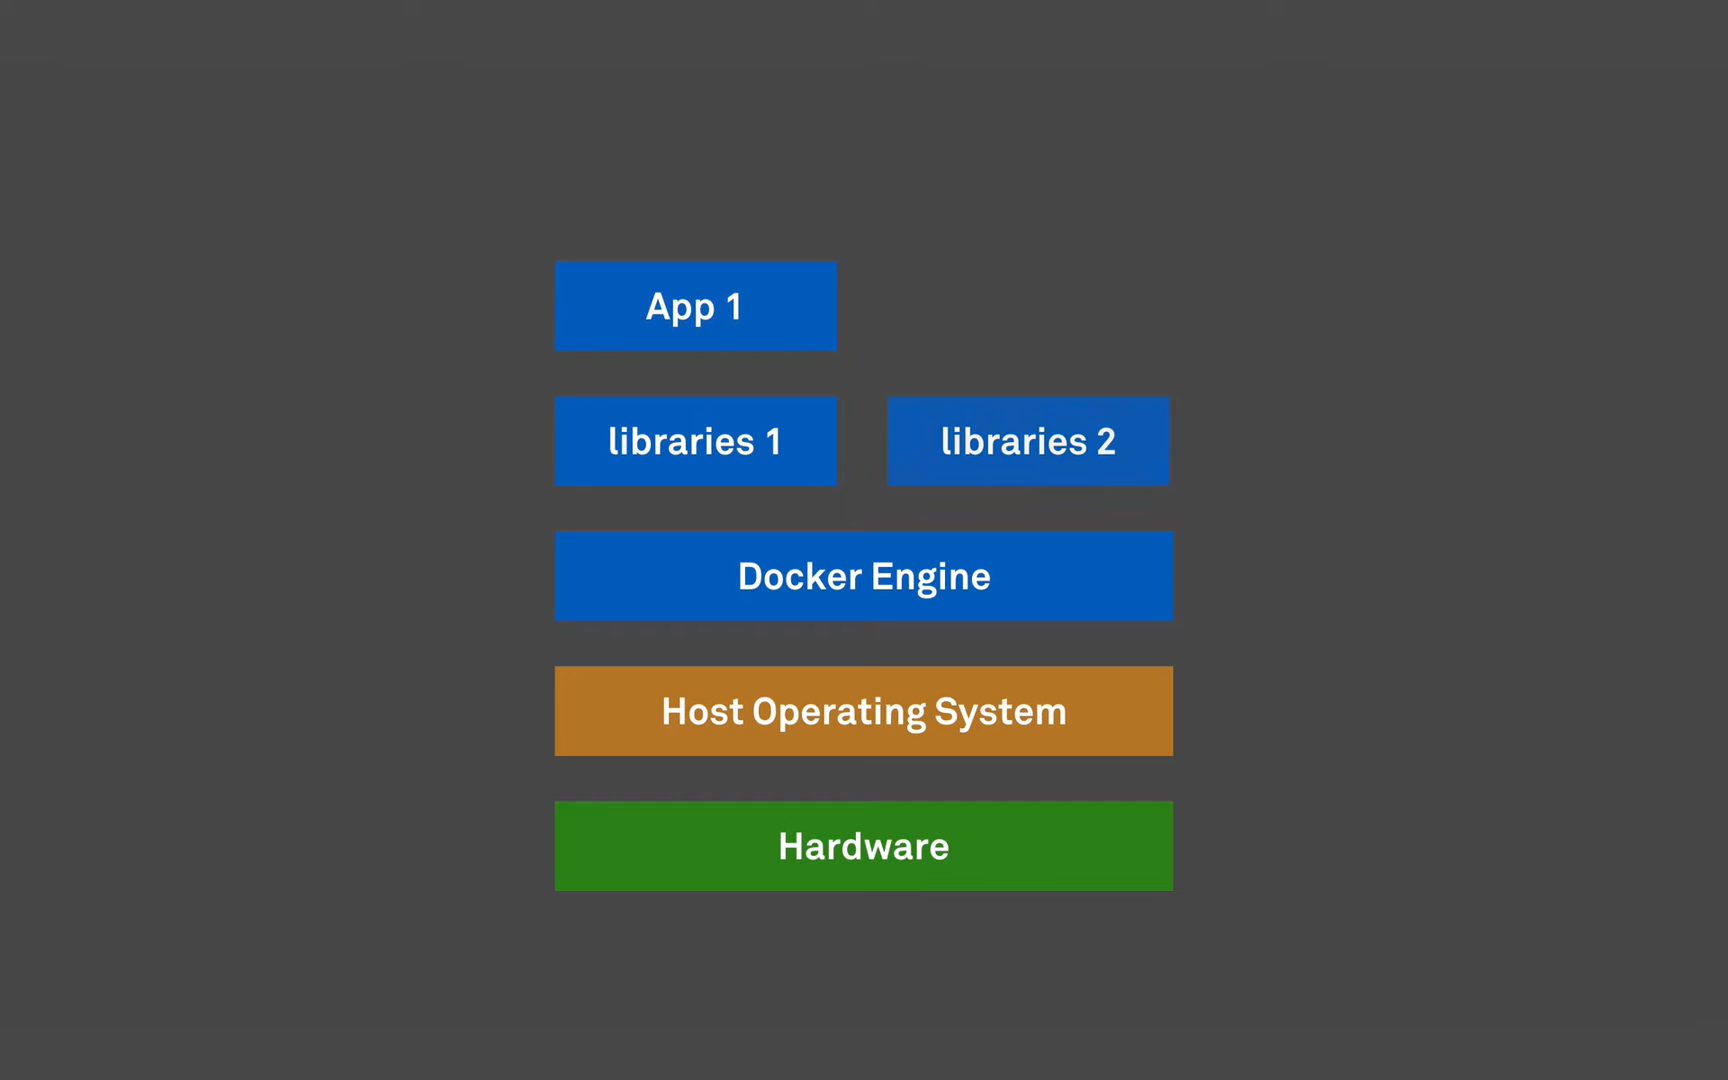 App 1
libraries 1
libraries 2
Docker Engine
Host Operating System
Hardware